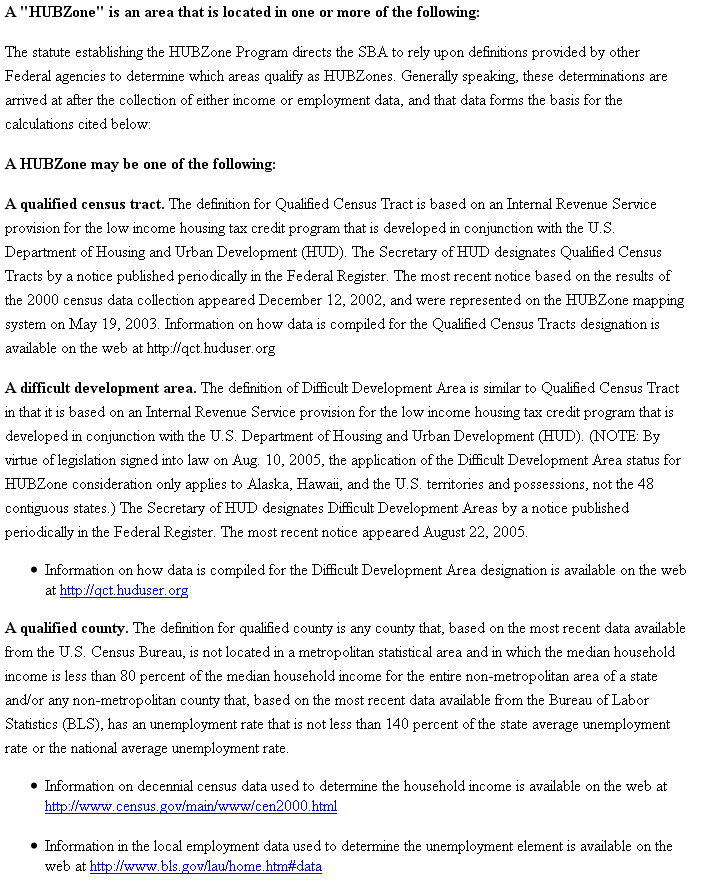 A "HUBZone" is an area that is located in one or more of the following:
The statute establishing the HUBZone Program directs the SBA to rely upon definitions provided by other
Federal agencies to determine which areas qualify as HUBZones. Generally speaking, these determinations are
arrived at after the collection of either income or employment data, and that data forms the basis for the
calculations cited below:
A HUBZone may be one of the following:
A qualified census tract. The definition for Qualified Census Tract is based on an Internal Revenue Service
provision for the low income housing tax credit program that is developed in conjunction with the U.S.
Department of Housing and Urban Development (HUD). The Secretary of HUD designates Qualified Census
Tracts by a notice published periodically in the Federal Register. The most recent notice based on the results of
the 2000 census data collection appeared December 12, 2002, and were represented on the HUBZone mapping
system on May 19, 2003. Information on how data is compiled for the Qualified Census Tracts designation is
available on the web at http://qct.huduser.org
A difficult development area. The definition of Difficult Development Area is similar to Qualified Census Tract
in that it is based on an Internal Revenue Service provision for the low income housing tax credit program that is
developed in conjunction with the U.S. Department of Housing and Urban Development (HUD). (NOTE: By
virtue of legislation signed into law on Aug. 10, 2005, the application of the Difficult Development Area status for
HUBZone consideration only applies to Alaska, Hawaii, and the U.S. territories and possessions, not the 48
contiguous states.) The Secretary of HUD designates Difficult Development Areas by a notice published
periodically in the Federal Register. The most recent notice appeared August 22, 2005.
• Information on how data is compiled for the Difficult Development Area designation is available on the web
at http://qct.huduser.org
A qualified county. The definition for qualified county is any county that, based on the most recent data available
from the U.S. Census Bureau, is not located in a metropolitan statistical area and in which the median household
income is less than 80 percent of the median household income for the entire non-metropolitan area of a state
and/or any non-metropolitan county that, based on the most recent data available from the Bureau of Labor
Statistics (BLS), has an unemployment rate that is not less than 140 percent of the state average unemployment
rate or the national average unemployment rate.
• Information on decennial census data used to determine the household income is available on the web at
http://www.census.gov/main/www/cen2000.html
• Information in the local employment data used to determine the unemployment element is available on the
web at http://www.bls.gov/lau/home.htm#data